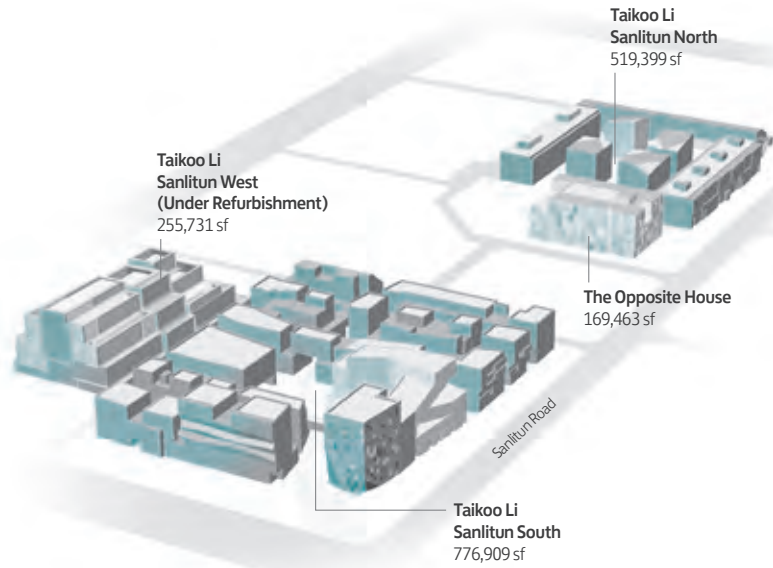 Taikoo Li
Sanlitun North
519,399 sf
Taikoo Li
Sanlitun West
(Under Refurbishment)
255,731 sf
The Opposite House
169,463 sf
Sanlitun Road
Taikoo Li
Sanlitun South
776,909 sf